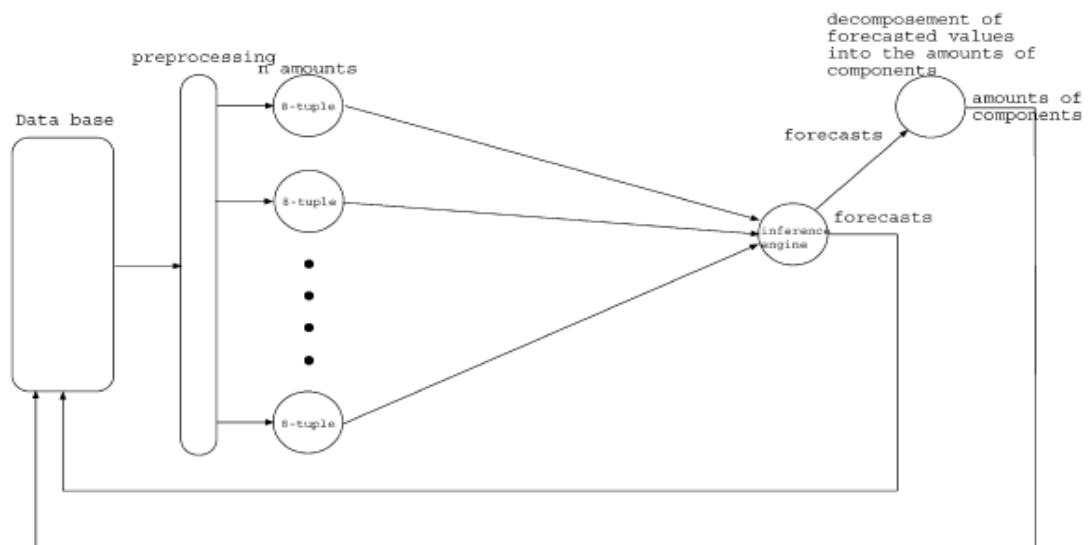 decomposement of
forecasted values
into the amounts of
components
preprocessing
n amounts
8-tuple
amounts of
components
Data base
forecasts
8-tuple
forecasts
inference
engine
8-tuple